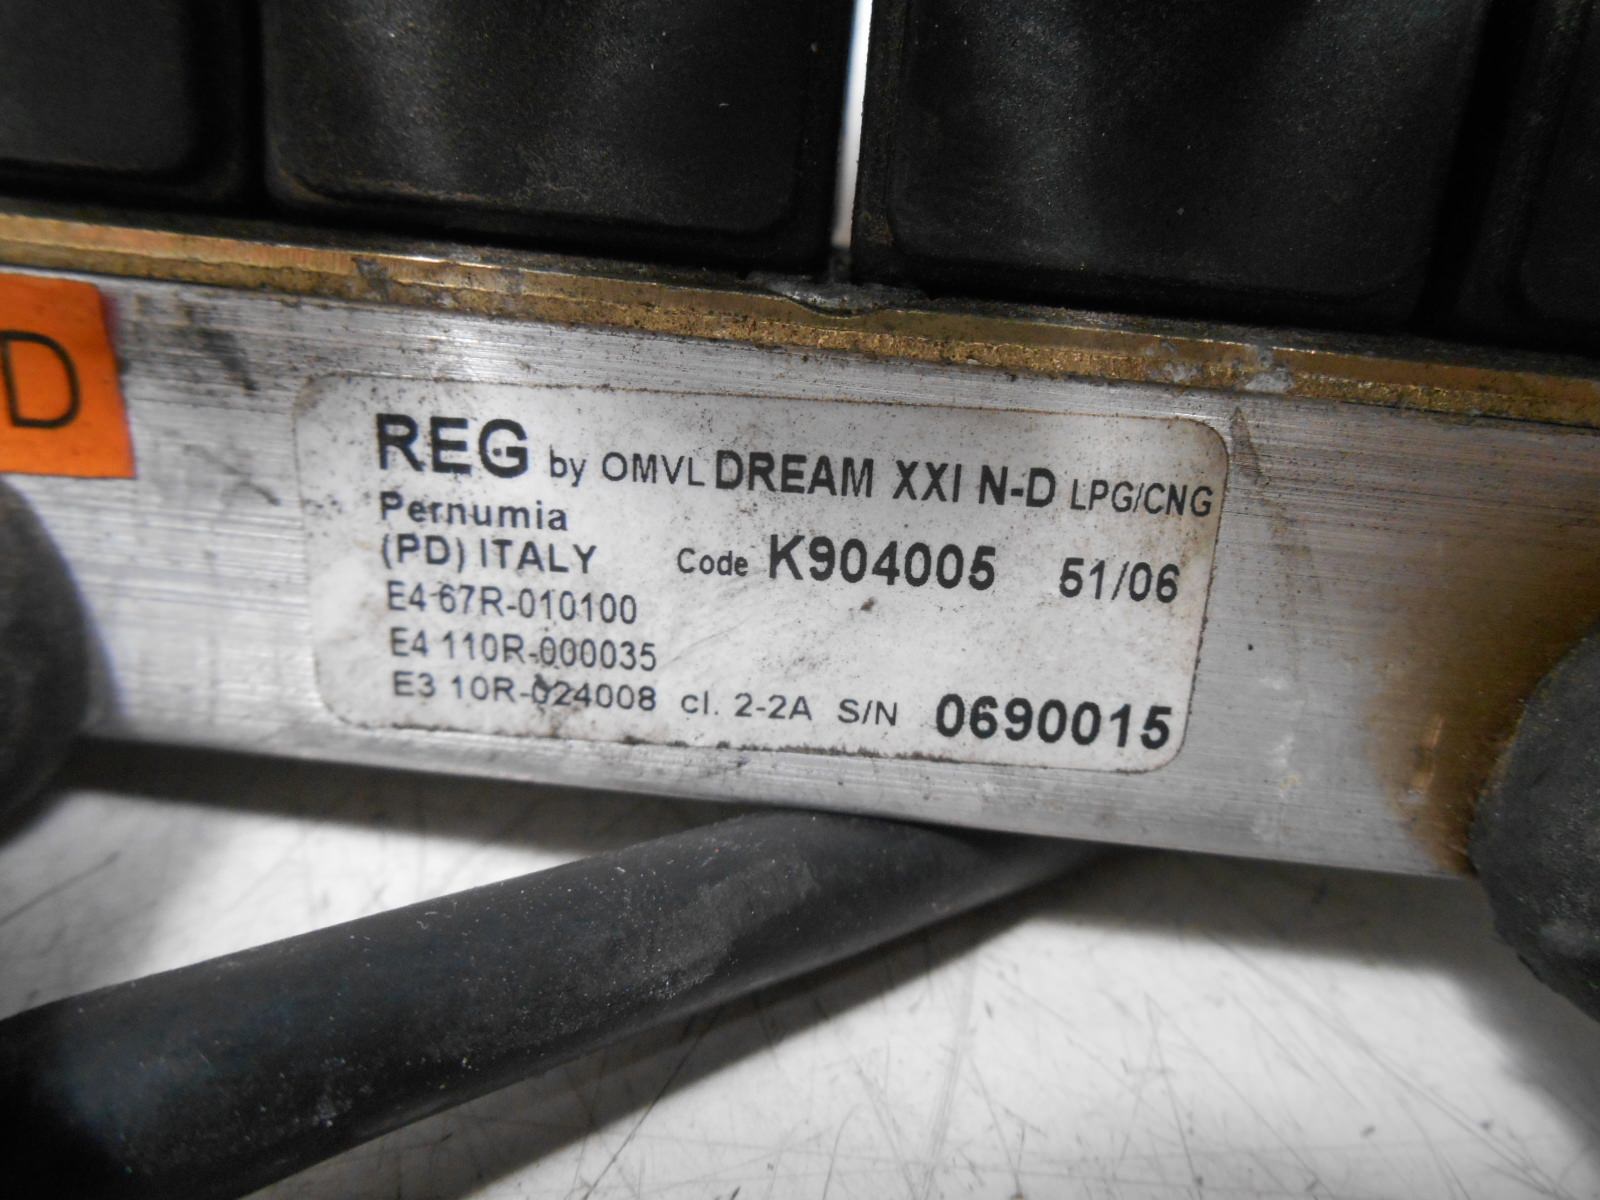 D
REG by OMVL DREAM XXI N-D LPG/CNG
Pernumia
(PD) ITALY Code K904005 51/06
E4 67R-010100
E4 110R-000035
E3 10R-024008 cl. 2-2A S/N 0690015